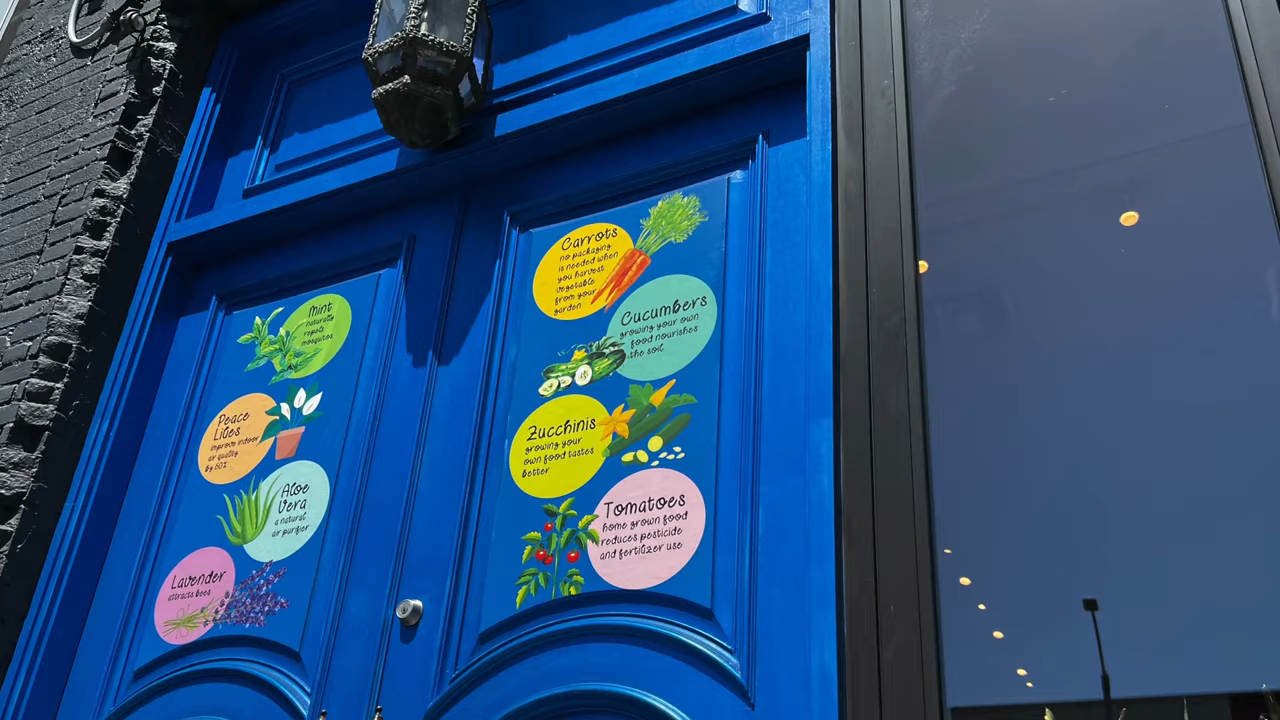 Mint
naturally
repels
mosquitos
Peace
Lilies
improve indoor
air quality
by 60%
Aloe
Vera
a natural
air purifier
Lavender
attracts bees
Carrots
no packaging
is needed when
you harvest
vegetable
from your
garden
Cucumbers
growing your own
food nourishes
the soil
Zucchinis
growing your
own food tastes
better
Tomatoes
home grown food
reduces pesticide
and fertilizer use